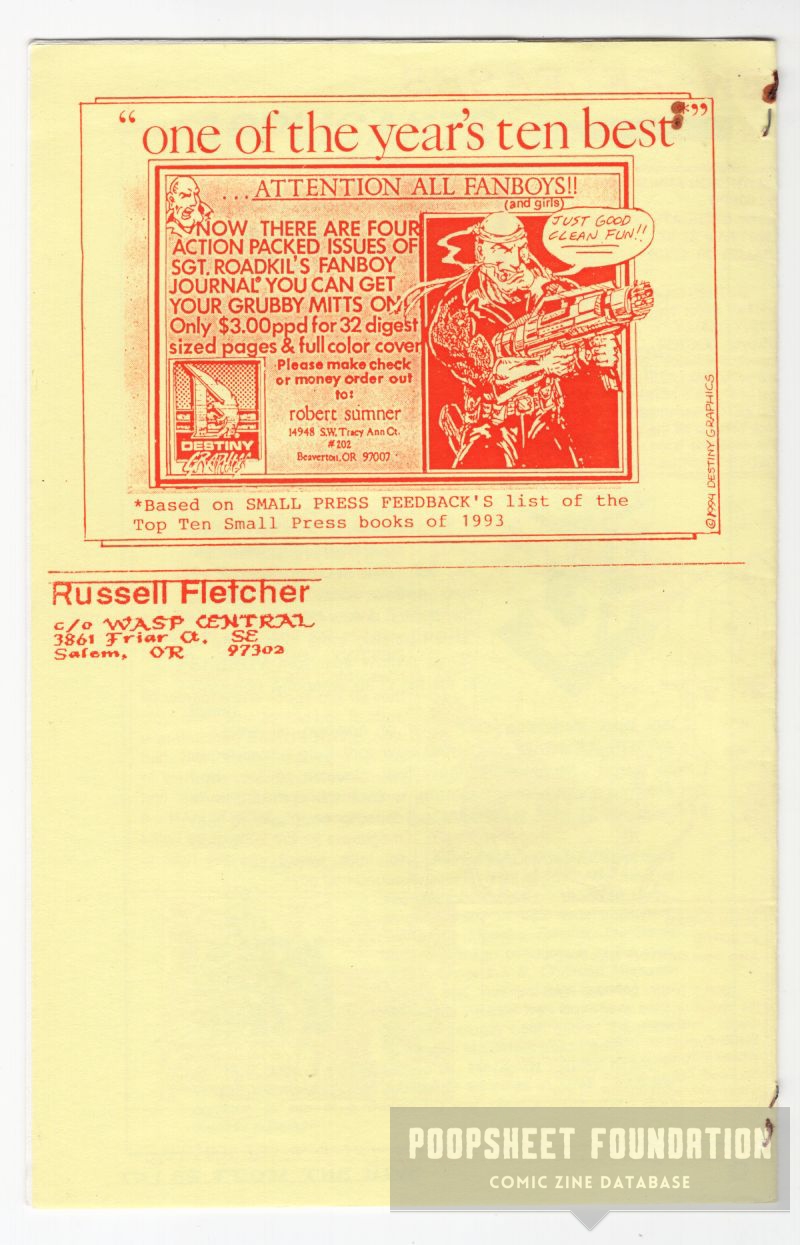 “one of the year's ten best*”
...ATTENTION ALL FANBOYS!!
(and girls)
NOW THERE ARE FOUR
ACTION PACKED ISSUES OF
SGT. ROADKIL'S FANBOY
JOURNAL YOU CAN GET
YOUR GRUBBY MITTS ON!
Only $3.00ppd for 32 digest
sized pages & full color cover
Please make check
or money order out
to:
robert sumner
14948 S.W. Tracy Ann Ct.
#202
Beaverton, OR 97007
JUST GOOD
CLEAN FUN!!
D.
DESTINY
GRAPHICS
©1994 DESTINY GRAPHICS
*Based on SMALL PRESS FEEDBACK'S list of the
Top Ten Small Press books of 1993
Russell Fletcher
c/o WASP CENTRAL
3861 Friar Ct. SE
Salem, OR 97302
POOPSHEET FOUNDATION
COMIC ZINE DATABASE